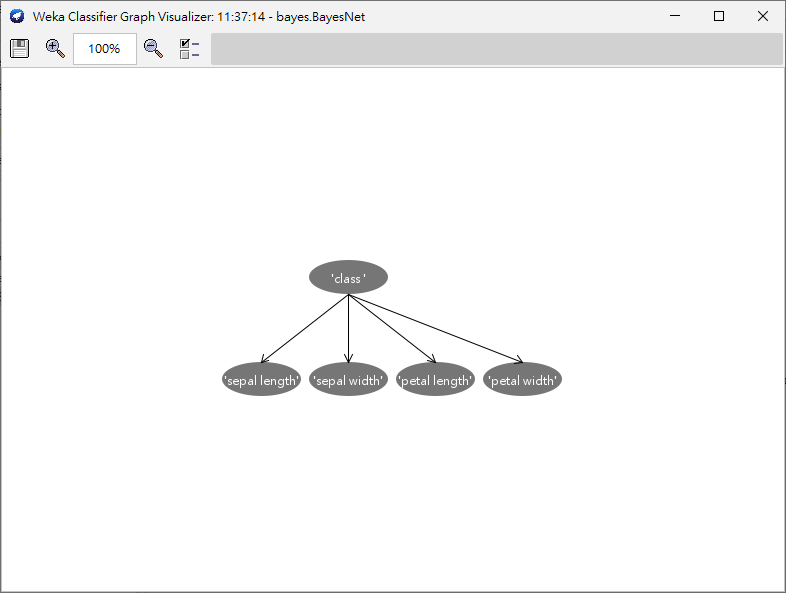 Weka Classifier Graph Visualizer: 11:37:14 - bayes.BayesNet
100%
'class '
'sepal length' 'sepal width' 'petal length' 'petal width'